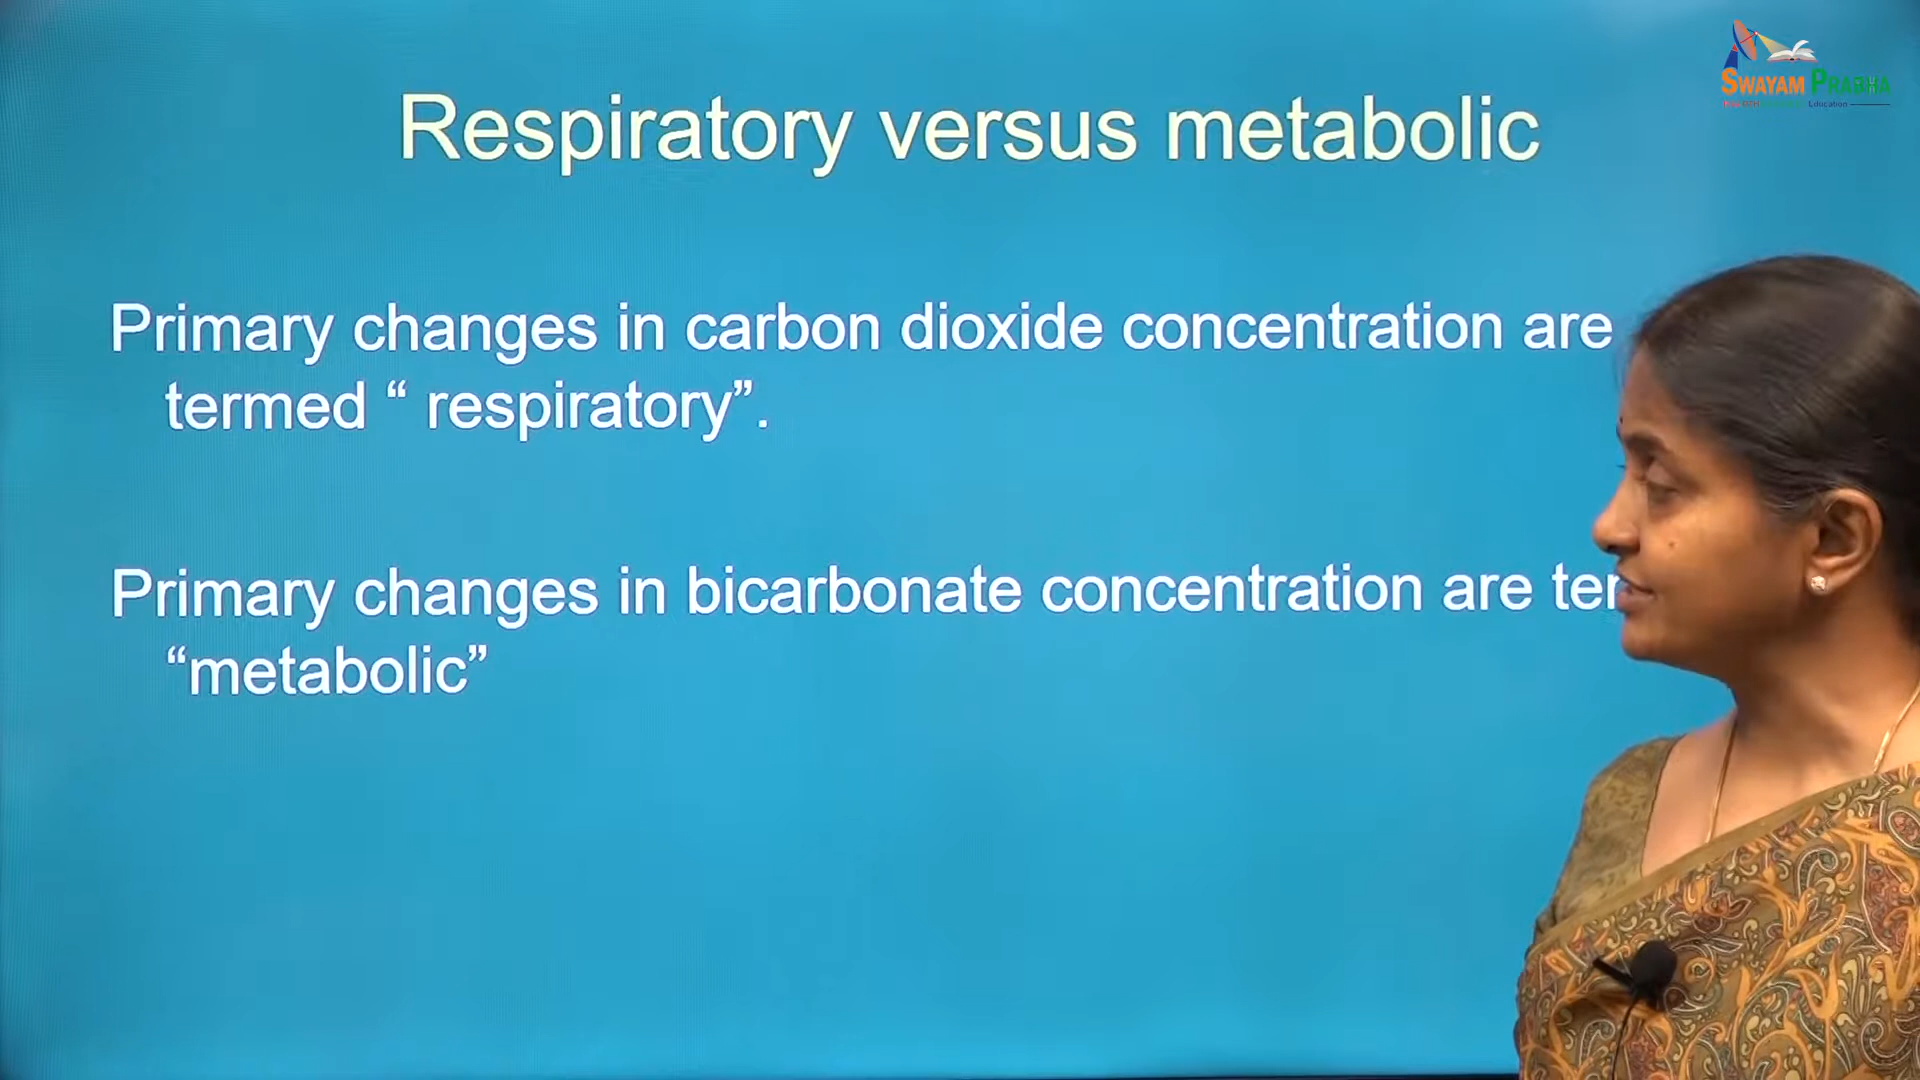 SWAYAM PRABHA
Education
Respiratory versus metabolic
Primary changes in carbon dioxide concentration are
termed “ respiratory”.
Primary changes in bicarbonate concentration are
“metabolic”